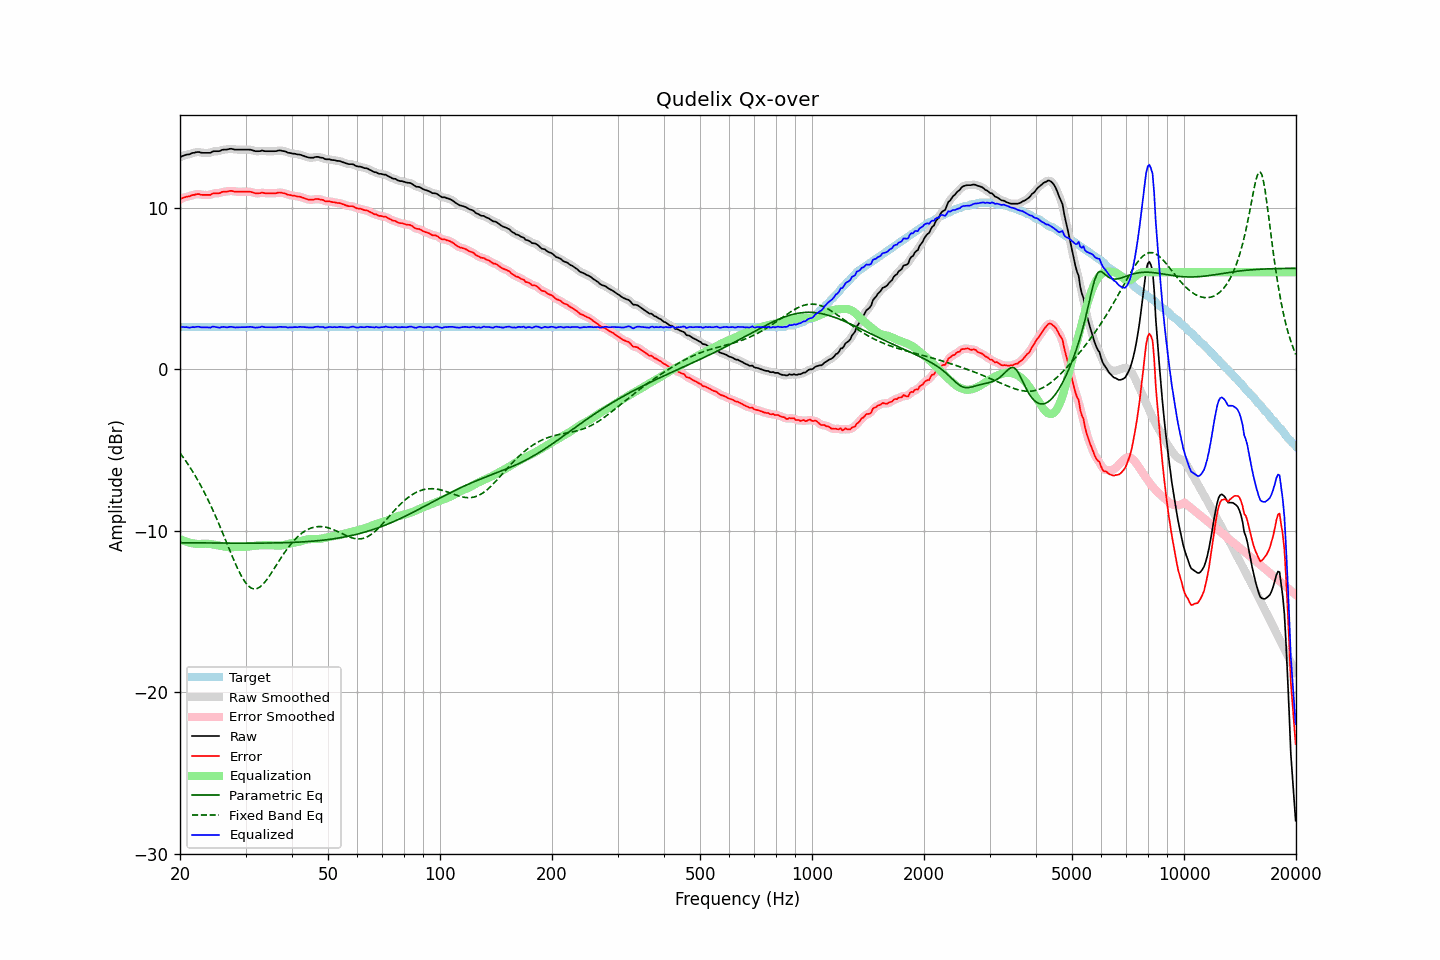 Qudelix Qx-over
Amplitude (dBr)
10
0
−10
−20
−30
Target
Raw Smoothed
Error Smoothed
Raw
Error
Equalization
Parametric Eq
Fixed Band Eq
Equalized
20 50 100 200 500 1000 2000 5000 10000 20000
Frequency (Hz)